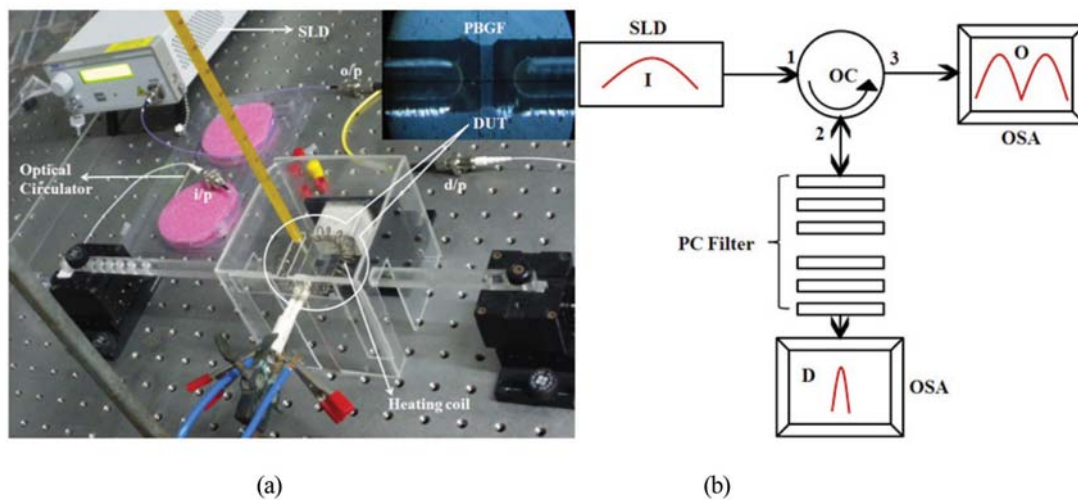 SLD
PBGF
o/p
DUT
Optical
Circulator
i/p
d/p
Heating coil
(a)
SLD
I
1
OC
3
2
O
OSA
PC Filter
D
OSA
(b)